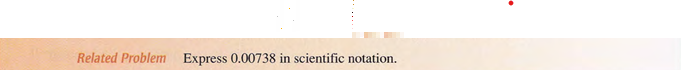 Related Problem Express 0.00738 in scientific notation.